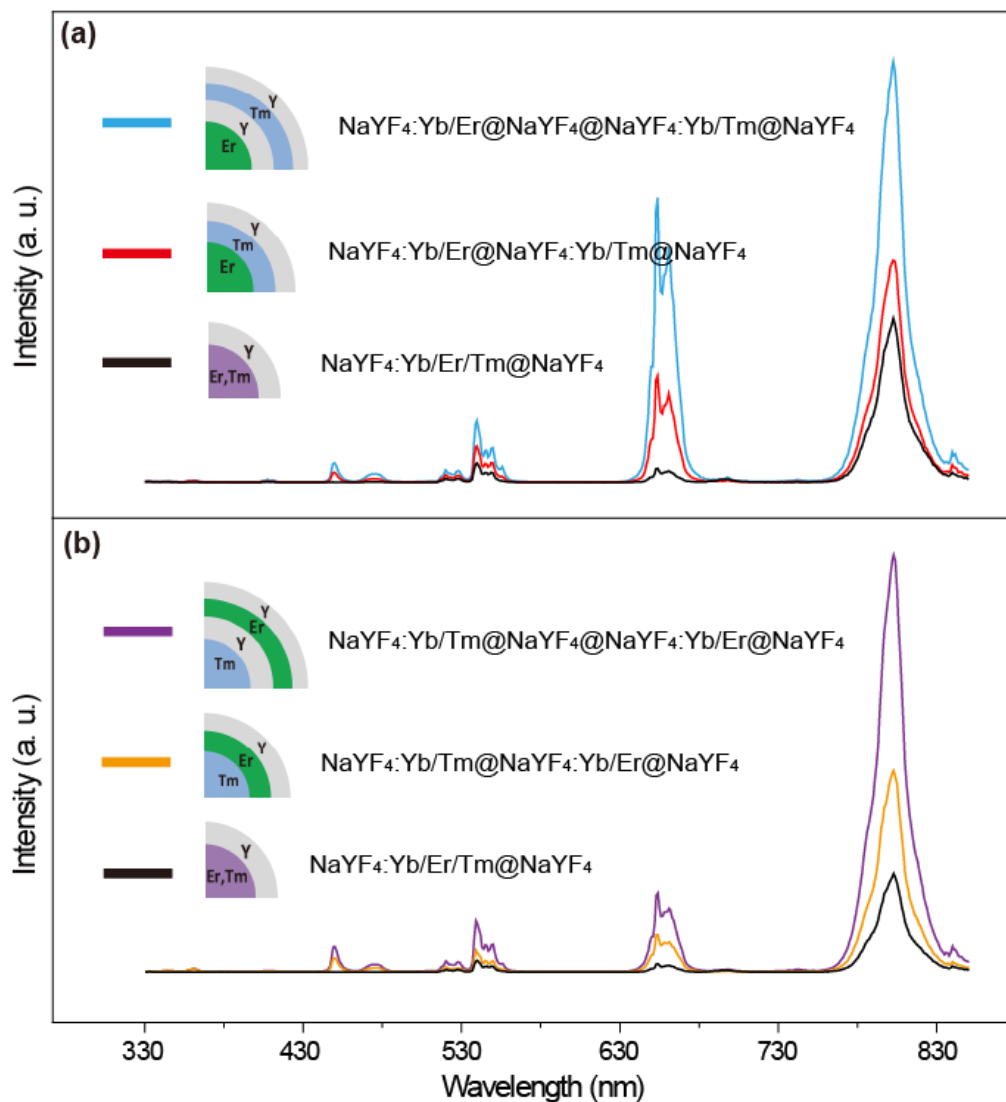 (a)
Intensity (a. u.)
Y
Tm
Y
Er
NaYF₄:Yb/Er@NaYF₄@NaYF₄:Yb/Tm@NaYF₄
Y
Tm
Er
NaYF₄:Yb/Er@NaYF₄:Yb/Tm@NaYF₄
Y
Er,Tm
NaYF₄:Yb/Er/Tm@NaYF₄
(b)
Intensity (a. u.)
Y
Er
Y
Tm
NaYF₄:Yb/Tm@NaYF₄@NaYF₄:Yb/Er@NaYF₄
Y
Er
Tm
NaYF₄:Yb/Tm@NaYF₄:Yb/Er@NaYF₄
Y
Er,Tm
NaYF₄:Yb/Er/Tm@NaYF₄
330 430 530 630 730 830
Wavelength (nm)